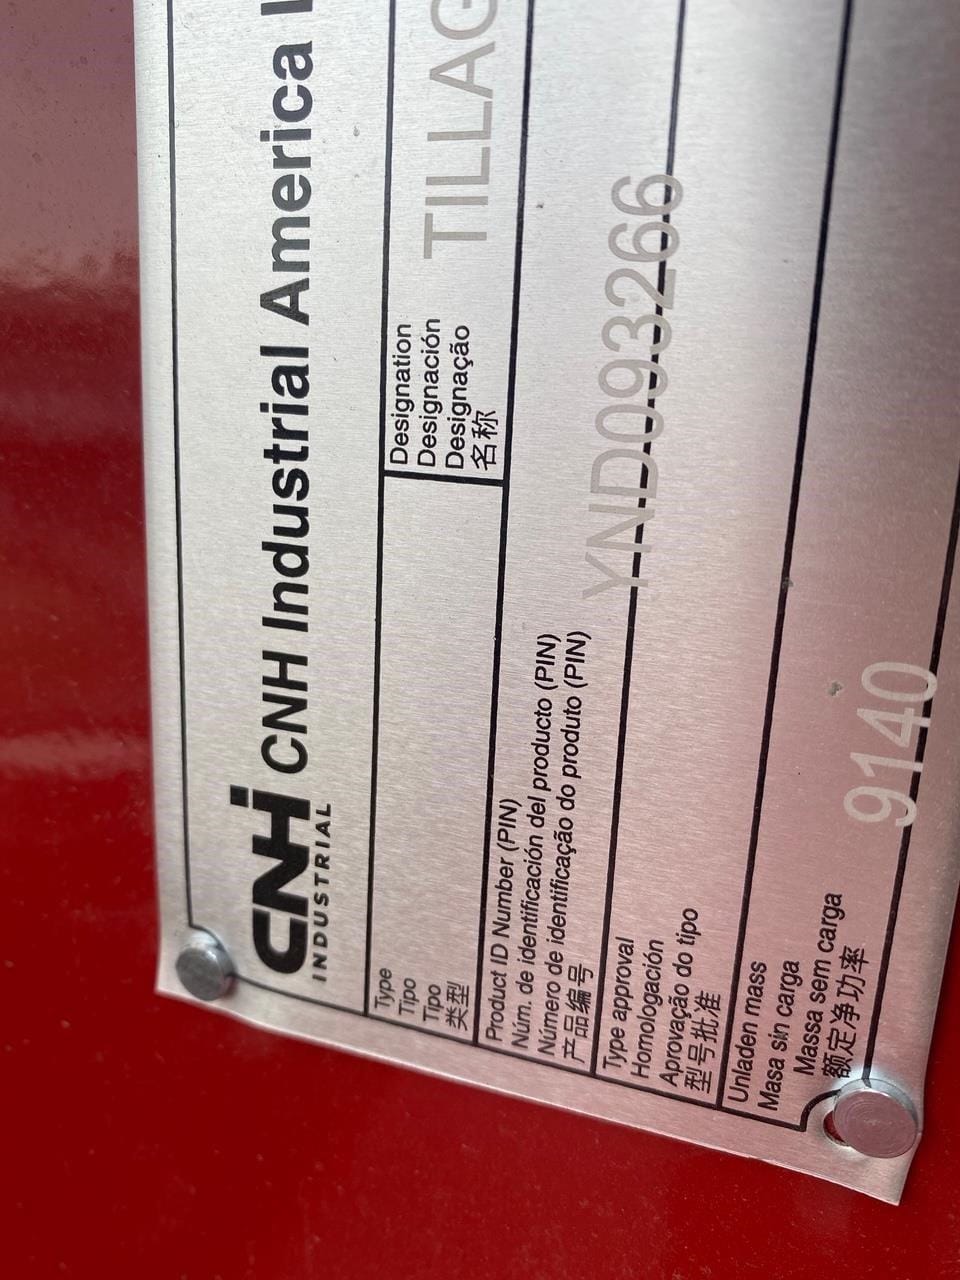 CNH CNH Industrial America
INDUSTRIAL
Type
Tipo
Tipo
类型
Designation
Designación
Designação
名称
Product ID Number (PIN)
Núm. de identificación del producto (PIN)
Número de identificação do produto (PIN)
产品编号
YND093266
Type approval
Homologación
Aprovação do tipo
型号批准
Unladen mass
Masa sin carga
Massa sem carga
额定净功率
9140